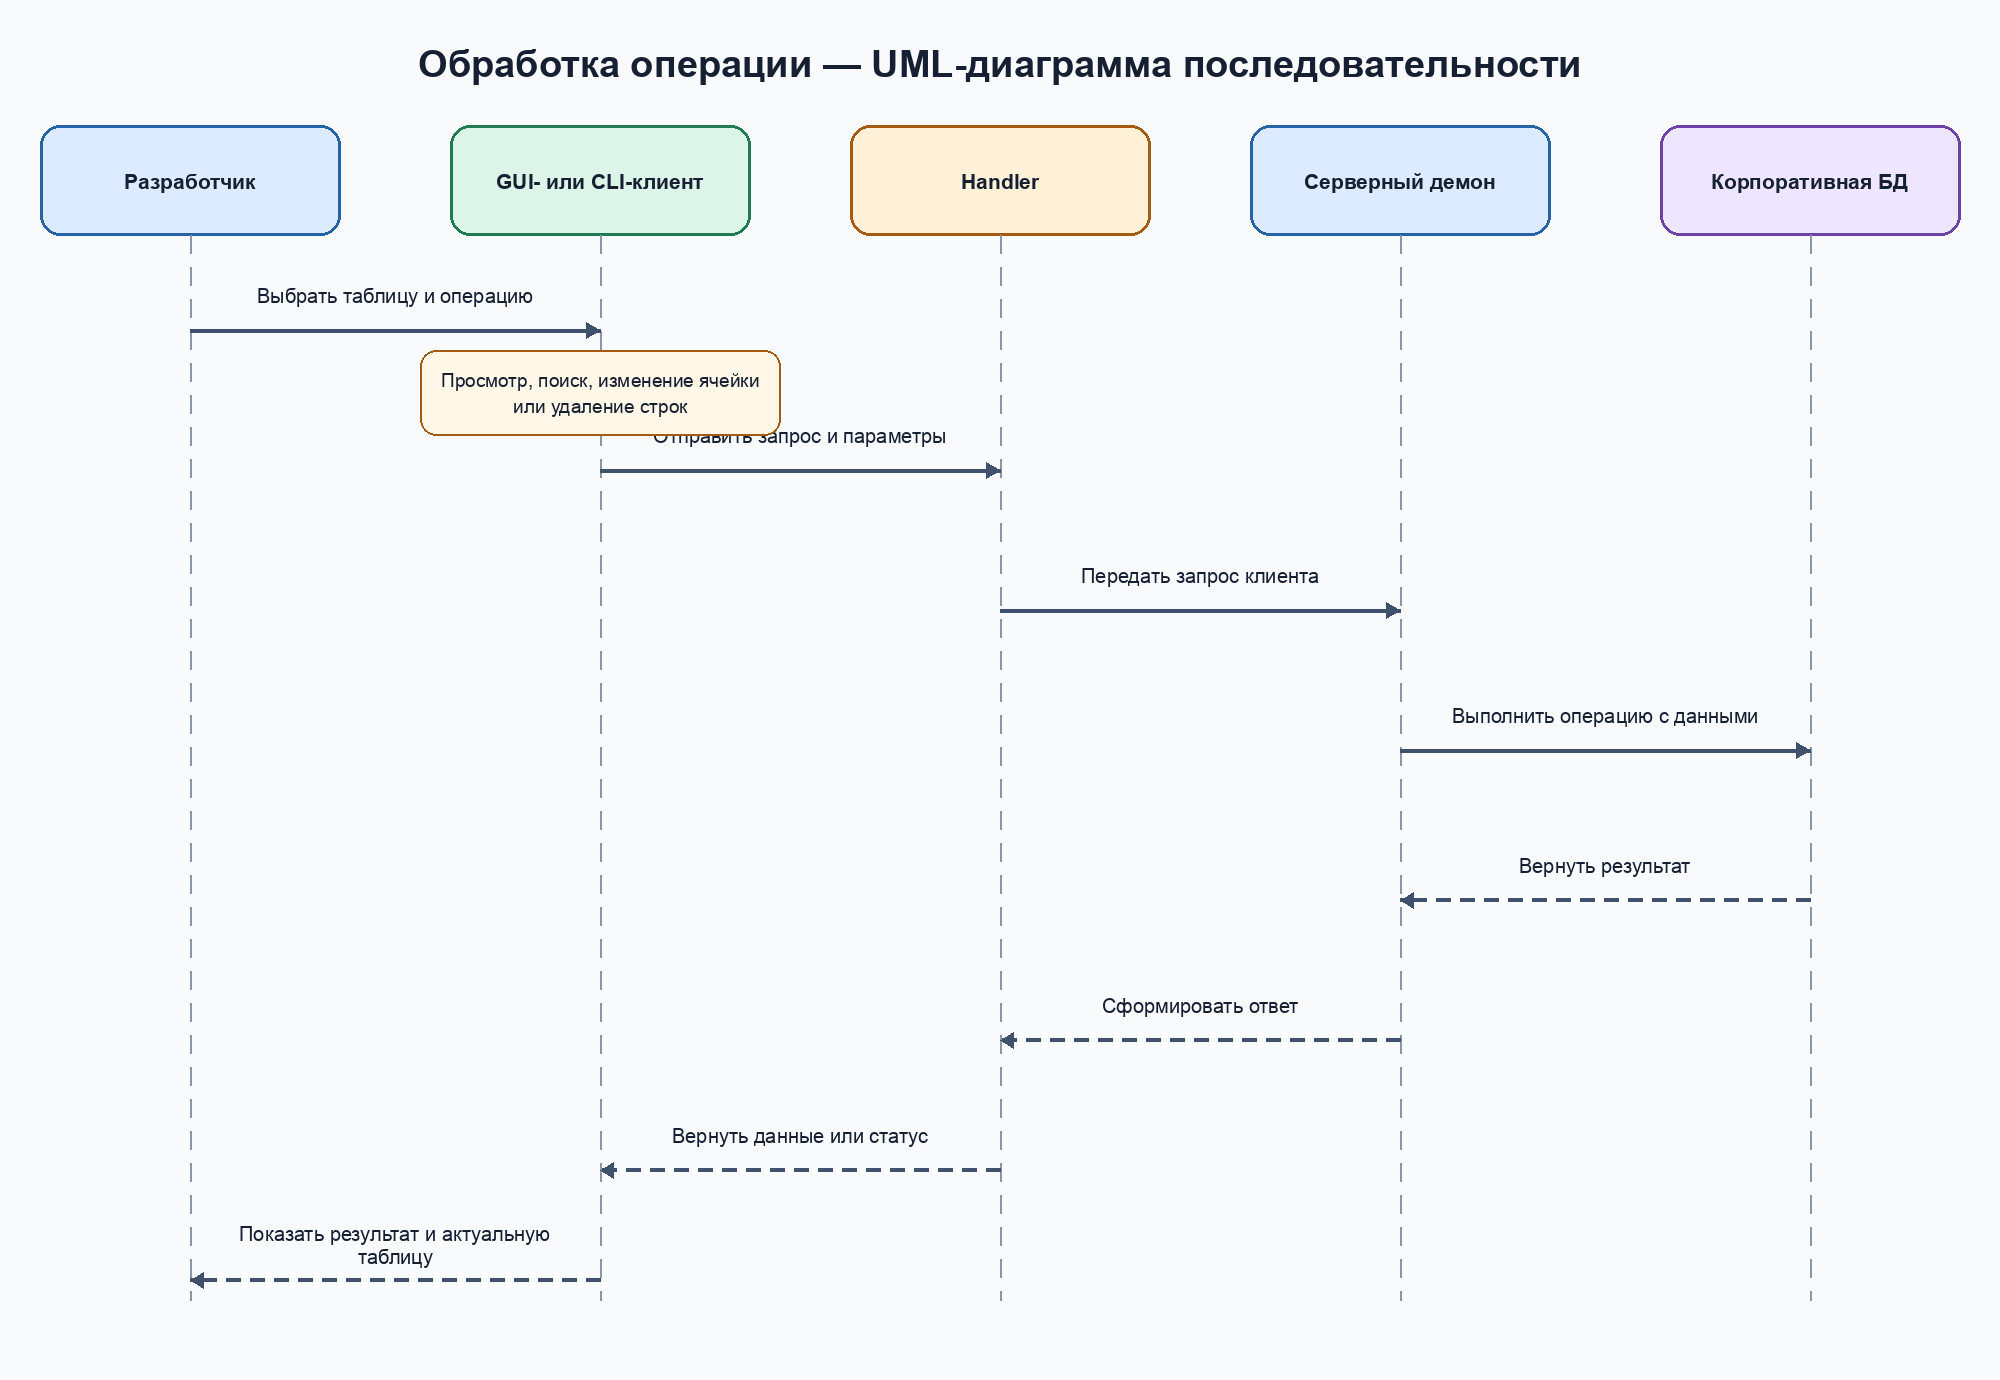 Обработка операции — UML-диаграмма последовательности
Разработчик
GUI- или CLI-клиент
Handler
Серверный демон
Корпоративная БД
Выбрать таблицу и операцию
Просмотр, поиск, изменение ячейки
или удаление строк
Отправить запрос и параметры
Передать запрос клиента
Выполнить операцию с данными
Вернуть результат
Сформировать ответ
Вернуть данные или статус
Показать результат и актуальную
таблицу